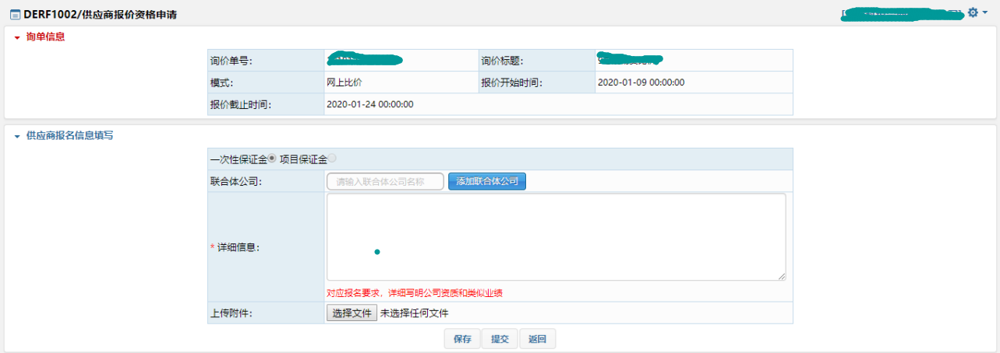 DERF1002/供应商报价资格申请
询单信息
询价单号: 询价标题:
模式: 网上比价 报价开始时间: 2020-01-09 00:00:00
报价截止时间: 2020-01-24 00:00:00
供应商报名信息填写
一次性保证金 项目保证金
联合体公司: 请输入联合体公司名称 添加联合体公司
* 详细信息:
对应报名要求，详细写明公司资质和类似业绩
上传附件: 选择文件 未选择任何文件
保存 提交 返回